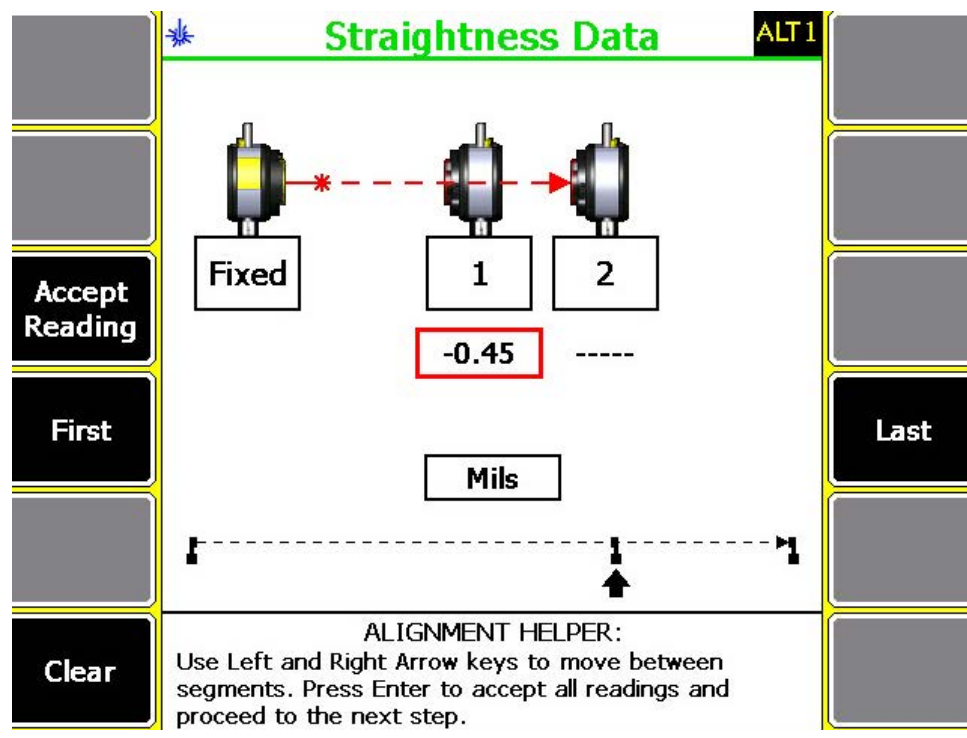 Straightness Data
ALT1
Fixed
1
2
Accept
Reading
-0.45
-----
First
Last
Mils
Clear
ALIGNMENT HELPER:
Use Left and Right Arrow keys to move between
segments. Press Enter to accept all readings and
proceed to the next step.